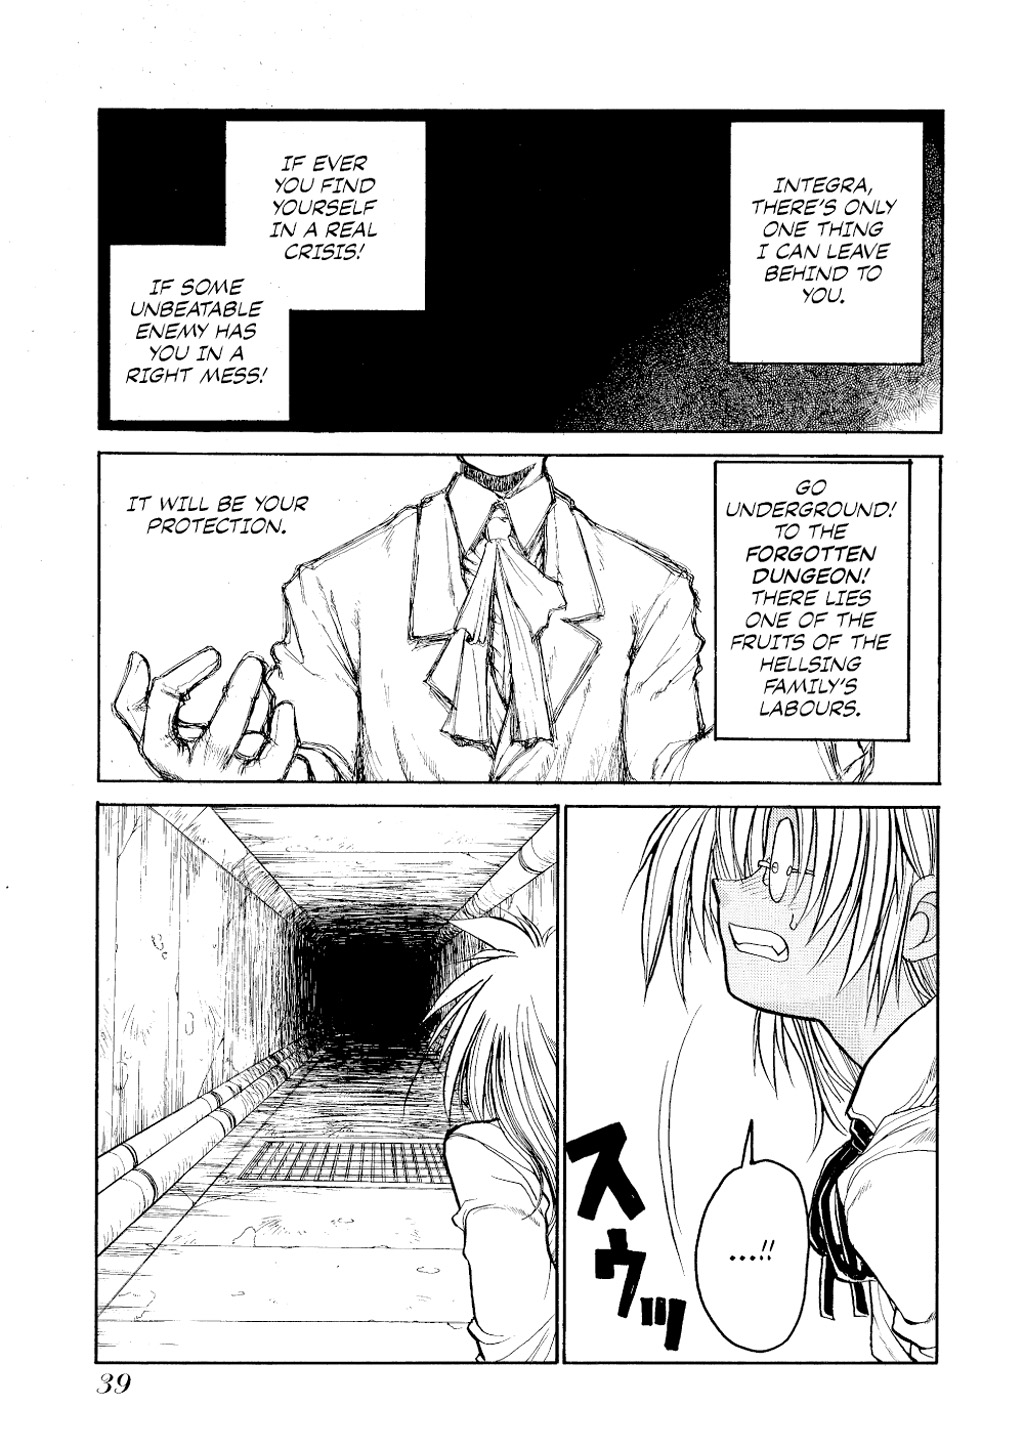 INTEGRA,
THERE'S ONLY
ONE THING
I CAN LEAVE
BEHIND TO
YOU.
IF EVER
YOU FIND
YOURSELF
IN A REAL
CRISIS!
IF SOME
UNBEATABLE
ENEMY HAS
YOU IN A
RIGHT MESS!
GO
UNDERGROUND!
TO THE
FORGOTTEN
DUNGEON!
THERE LIES
ONE OF THE
FRUITS OF THE
HELLSING
FAMILY'S
LABOURS.
IT WILL BE YOUR
PROTECTION.
...!!
スウッ
39